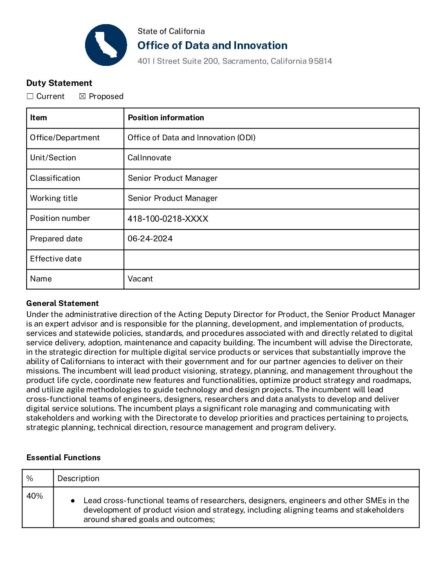 State of California
Office of Data and Innovation
401 I Street Suite 200, Sacramento, California 95814
Duty Statement
☐ Current ☒ Proposed
Item Position information
Office/Department Office of Data and Innovation (ODI)
Unit/Section CalInnovate
Classification Senior Product Manager
Working title Senior Product Manager
Position number 418-100-0218-XXXX
Prepared date 06-24-2024
Effective date
Name Vacant
General Statement
Under the administrative direction of the Acting Deputy Director for Product, the Senior Product Manager
is an expert advisor and is responsible for the planning, development, and implementation of products,
services and statewide policies, standards, and procedures associated with and directly related to digital
service delivery, adoption, maintenance and capacity building. The incumbent will advise the Directorate,
in the strategic direction for multiple digital service products or services that substantially improve the
ability of Californians to interact with their government and for our partner agencies to deliver on their
missions. The incumbent will lead product visioning, strategy, planning, and management throughout the
product life cycle, coordinate new features and functionalities, optimize product strategy and roadmaps,
and utilize agile methodologies to guide technology and design projects. The incumbent will lead
cross-functional teams of engineers, designers, researchers and data analysts to develop and deliver
digital service solutions. The incumbent plays a significant role managing and communicating with
stakeholders and working with the Directorate to develop priorities and practices pertaining to projects,
strategic planning, technical direction, resource management and program delivery.
Essential Functions
% Description
40% ● Lead cross-functional teams of researchers, designers, engineers and other SMEs in the
development of product vision and strategy, including aligning teams and stakeholders
around shared goals and outcomes;